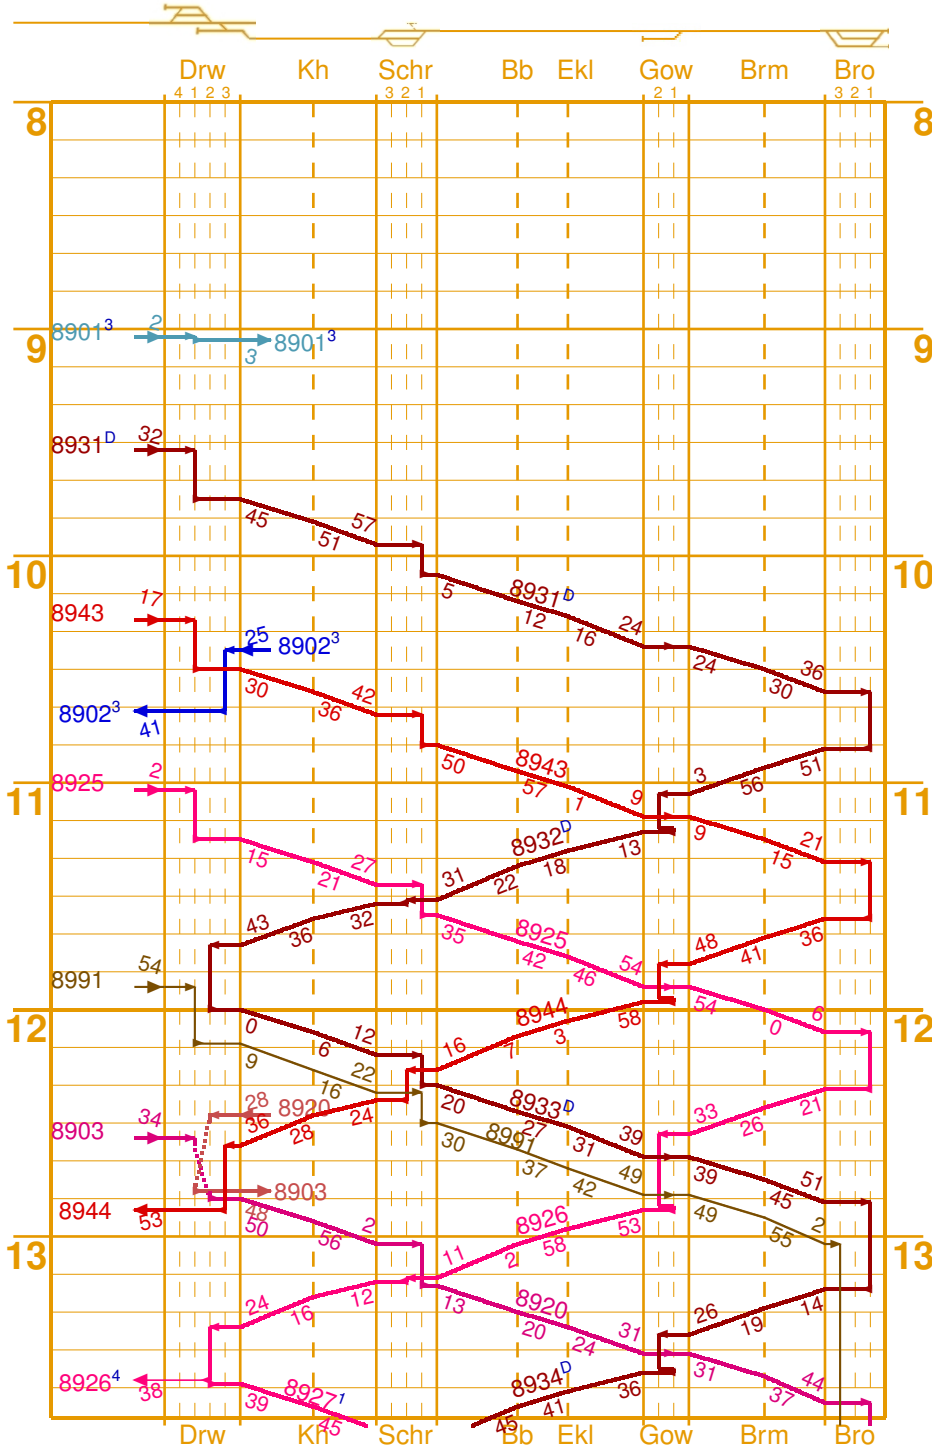 Drw Kh Schr Bb Ekl Gow Brm Bro
4 1 2 3 3 2 1 2 1 3 2 1
8 8
8901³ 2 8901³
9 3 9
8931ᴰ 32
45 57
51
10 10
5 8931ᴰ
12 16 24
24 30 36
8943 17
25 8902³
30 36 42
8902³ 41
50 8943 51
57 1 9 3 56
8925 2
11 11
9 15 21
8932ᴰ
13
15 21 27
31 22 18
43 36 32
35 8925 36
42 46 54 48 41
8991 54
8944 58 54 0 6
12 12
0 6 12
16 7 3
9 16 22
28 8920
36 28 24
20 8933ᴰ 21
27 31 39 33 26
8903 34
30 8991
37 42 49
39 45 51
8903
8944 53
48
50 56 2
8926 53 49 55 2
13 13
11 2 58
24 16 12
13 8920 14
20 24 31 26 19
8926⁴ 38
39 8927¹
45
8934ᴰ 36
45 41
31 37 44
Drw Kh Schr Bb Ekl Gow Brm Bro